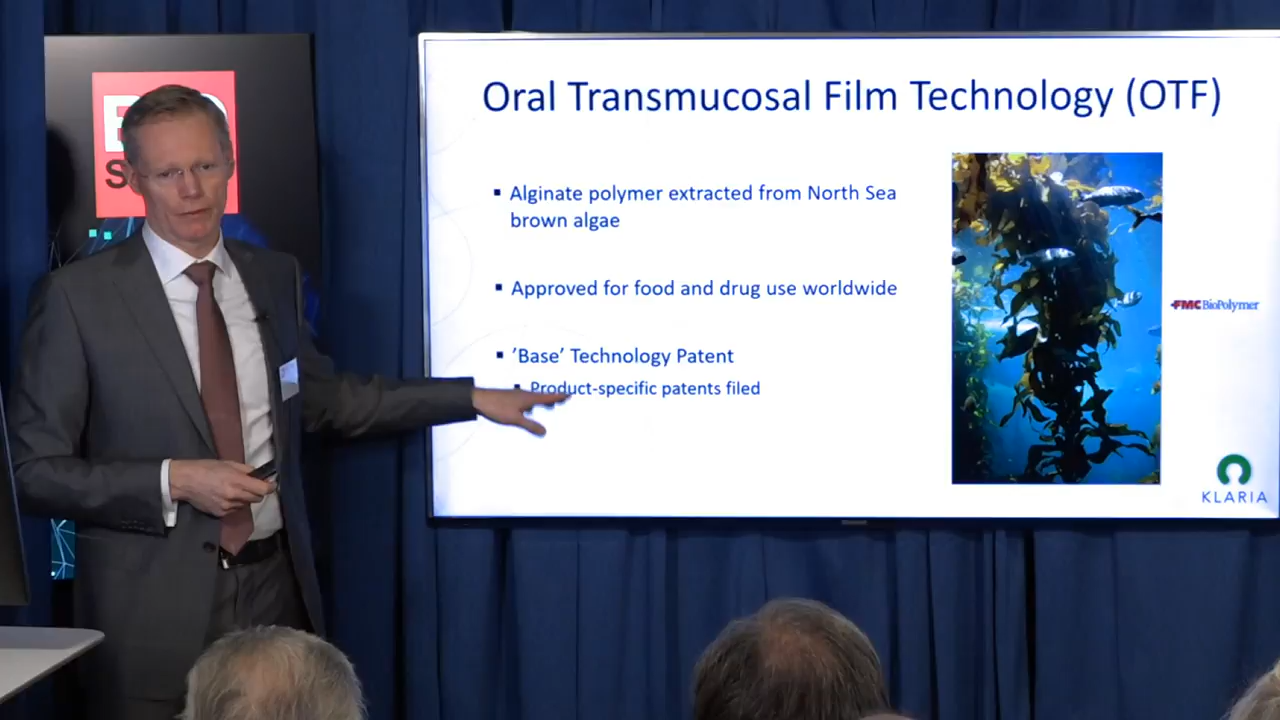 Oral Transmucosal Film Technology (OTF)
Alginate polymer extracted from North Sea
brown algae
Approved for food and drug use worldwide
’Base’ Technology Patent
Product-specific patents filed
FMC BioPolymer
KLARIA